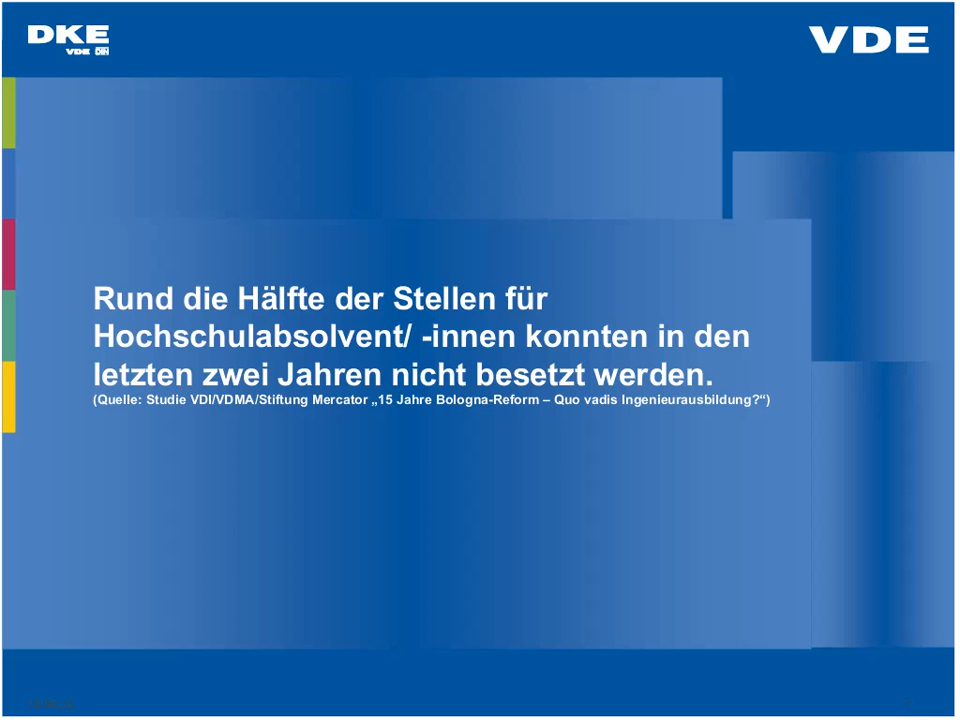 DKE
VDE DIN
VDE
Rund die Hälfte der Stellen für
Hochschulabsolvent/ -innen konnten in den
letzten zwei Jahren nicht besetzt werden.
(Quelle: Studie VDI/VDMA/Stiftung Mercator „15 Jahre Bologna-Reform – Quo vadis Ingenieurausbildung?“)